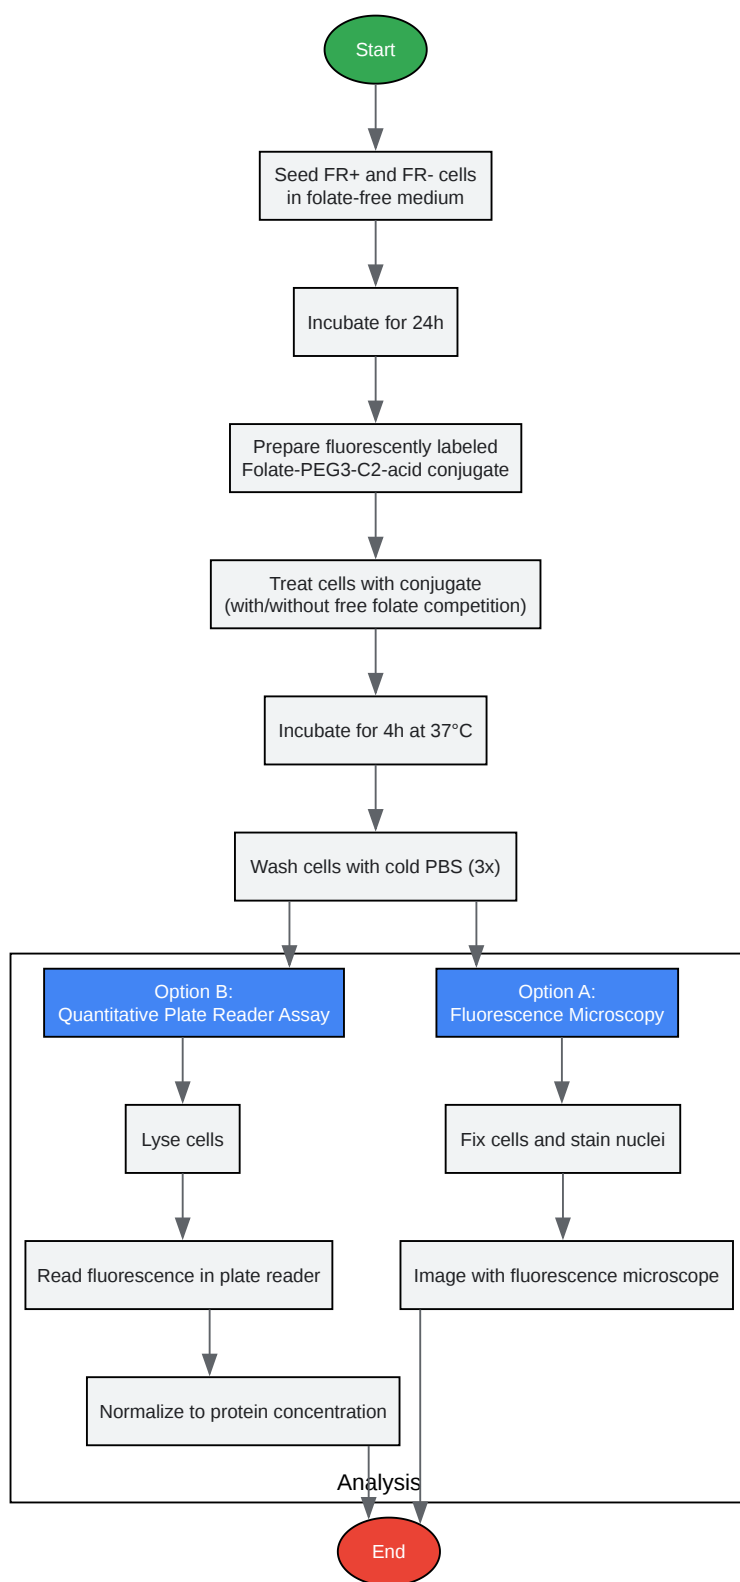 Start
Seed FR+ and FR- cells
in folate-free medium
Incubate for 24h
Prepare fluorescently labeled
Folate-PEG3-C2-acid conjugate
Treat cells with conjugate
(with/without free folate competition)
Incubate for 4h at 37°C
Wash cells with cold PBS (3x)
Option B:
Quantitative Plate Reader Assay
Option A:
Fluorescence Microscopy
Lyse cells
Fix cells and stain nuclei
Read fluorescence in plate reader
Image with fluorescence microscope
Normalize to protein concentration
Analysis
End